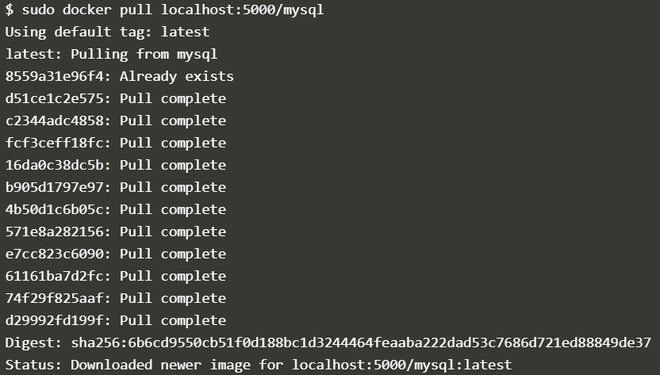 $ sudo docker pull localhost:5000/mysql
Using default tag: latest
latest: Pulling from mysql
8559a31e96f4: Already exists
d51ce1c2e575: Pull complete
c2344adc4858: Pull complete
fcf3ceff18fc: Pull complete
16da0c38dc5b: Pull complete
b905d1797e97: Pull complete
4b50d1c6b05c: Pull complete
571e8a282156: Pull complete
e7cc823c6090: Pull complete
61161ba7d2fc: Pull complete
74f29f825aaf: Pull complete
d29992fd199f: Pull complete
Digest: sha256:6b6cd9550cb51f0d188bc1d3244464feaaba222dad53c7686d721ed88849de37
Status: Downloaded newer image for localhost:5000/mysql:latest